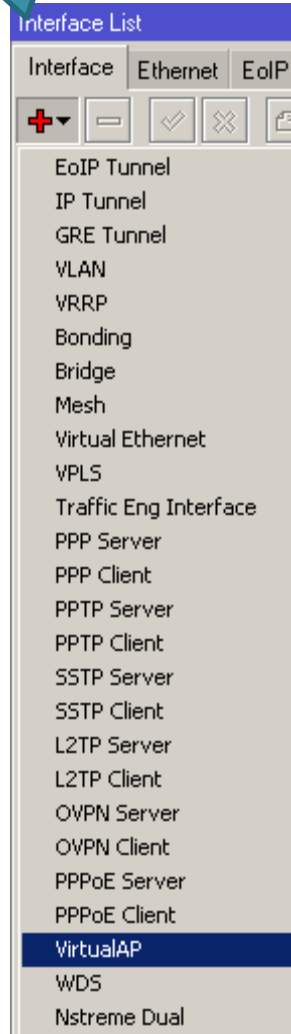 Interface List
Interface Ethernet EoIP
EoIP Tunnel
IP Tunnel
GRE Tunnel
VLAN
VRRP
Bonding
Bridge
Mesh
Virtual Ethernet
VPLS
Traffic Eng Interface
PPP Server
PPP Client
PPTP Server
PPTP Client
SSTP Server
SSTP Client
L2TP Server
L2TP Client
OVPN Server
OVPN Client
PPPoE Server
PPPoE Client
VirtualAP
WDS
Nstreme Dual